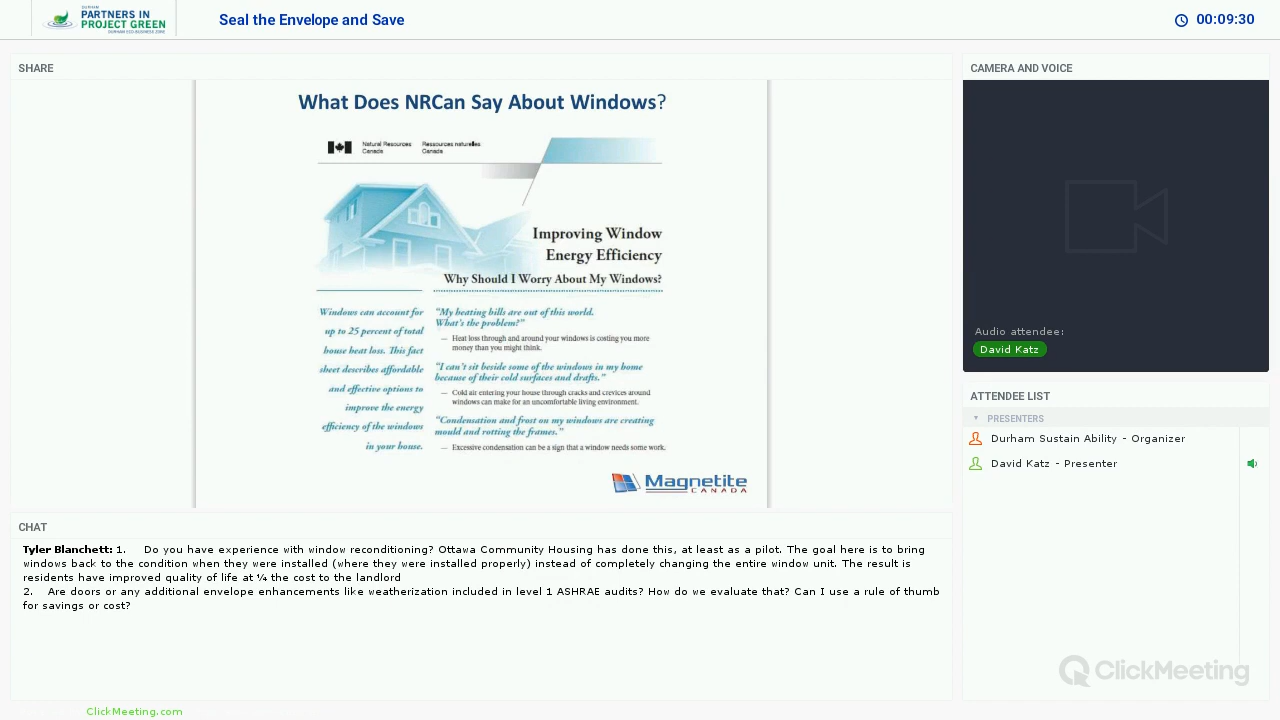 DURHAM
PARTNERS IN
PROJECT GREEN
DURHAM ECO-BUSINESS ZONE
Seal the Envelope and Save
00:09:30
SHARE
What Does NRCan Say About Windows?
Natural Resources Ressources naturelles
Canada Canada
Improving Window
Energy Efficiency
Why Should I Worry About My Windows?
Windows can account for
up to 25 percent of total
house heat loss. This fact
sheet describes affordable
and effective options to
improve the energy
efficiency of the windows
in your house.
“My heating bills are out of this world.
What’s the problem?”
— Heat loss through and around your windows is costing you more
money than you might think.
“I can’t sit beside some of the windows in my home
because of their cold surfaces and drafts.”
— Cold air entering your house through cracks and crevices around
windows can make for an uncomfortable living environment.
“Condensation and frost on my windows are creating
mould and rotting the frames.”
— Excessive condensation can be a sign that a window needs some work.
Magnetite
CANADA
CAMERA AND VOICE
Audio attendee:
David Katz
ATTENDEE LIST
PRESENTERS
Durham Sustain Ability - Organizer
David Katz - Presenter
ClickMeeting
CHAT
Tyler Blanchett: 1. Do you have experience with window reconditioning? Ottawa Community Housing has done this, at least as a pilot. The goal here is to bring
windows back to the condition when they were installed (where they were installed properly) instead of completely changing the entire window unit. The result is
residents have improved quality of life at ¼ the cost to the landlord
2. Are doors or any additional envelope enhancements like weatherization included in level 1 ASHRAE audits? How do we evaluate that? Can I use a rule of thumb
for savings or cost?
ClickMeeting.com